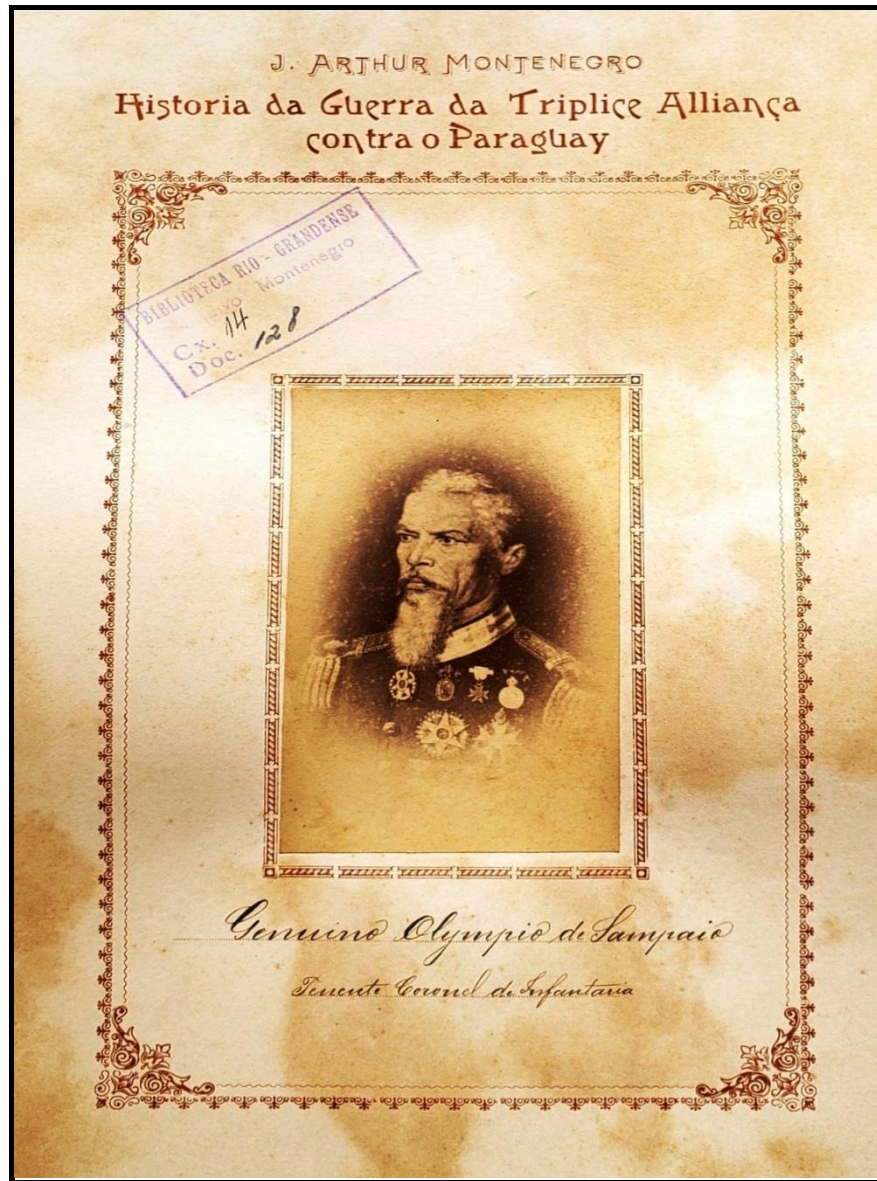 J. ARTHUR MONTENEGRO
Historia da Guerra da Triplice Alliança
contra o Paraguay
BIBLIOTECA RIO-GRANDENSE
Montenegro
Cx. 14
Doc. 128
Genuino Olympio de Sampaio
Tenente Coronel de Infantaria